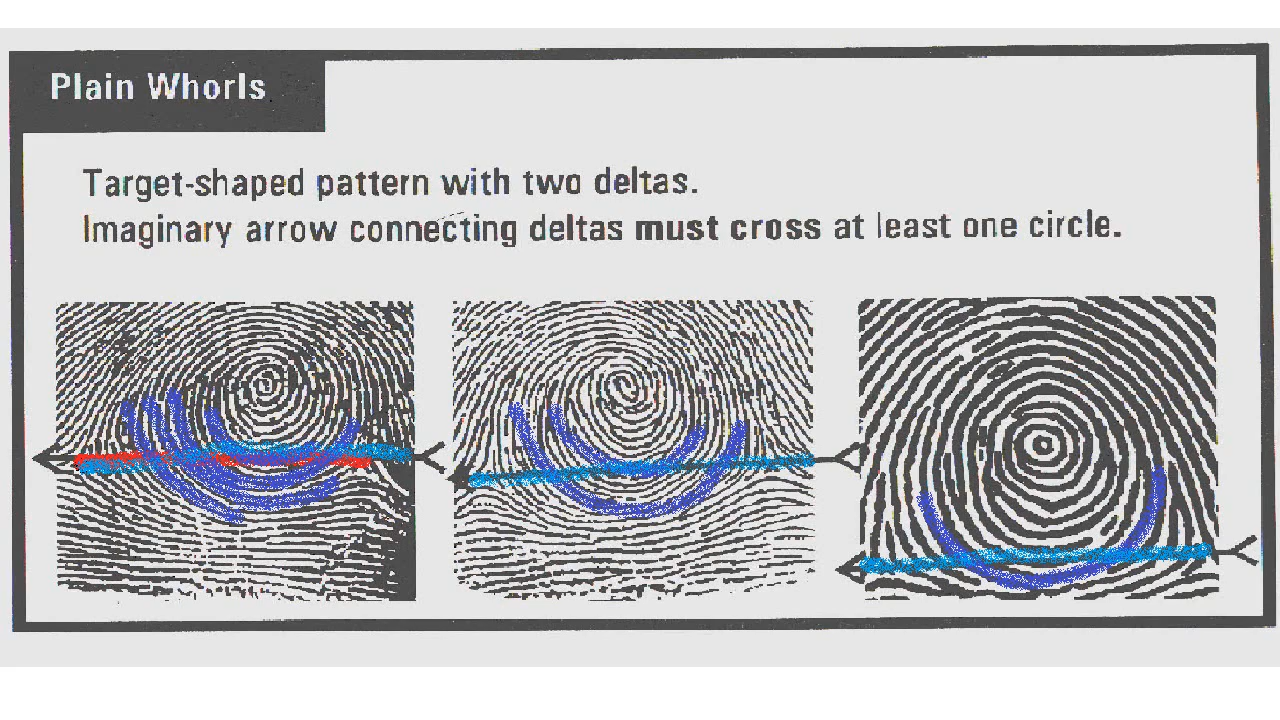 Plain Whorls
Target-shaped pattern with two deltas.
Imaginary arrow connecting deltas must cross at least one circle.